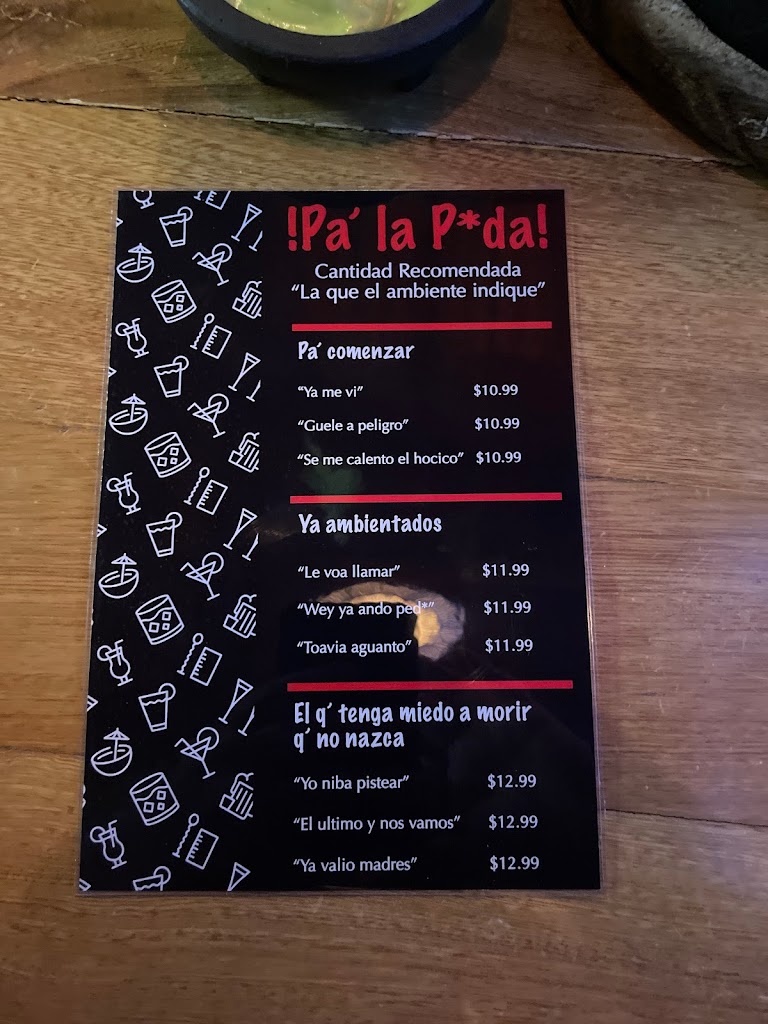 !Pa´ la P*da!
Cantidad Recomendada
“La que el ambiente indique”
Pa´ comenzar
“Ya me vi” $10.99
“Guele a peligro” $10.99
“Se me calento el hocico” $10.99
Ya ambientados
“Le voa llamar” $11.99
“Wey ya ando ped*” $11.99
“Toavia aguanto” $11.99
El q´ tenga miedo a morir
q´ no nazca
“Yo niba pistear” $12.99
“El ultimo y nos vamos” $12.99
“Ya valio madres” $12.99